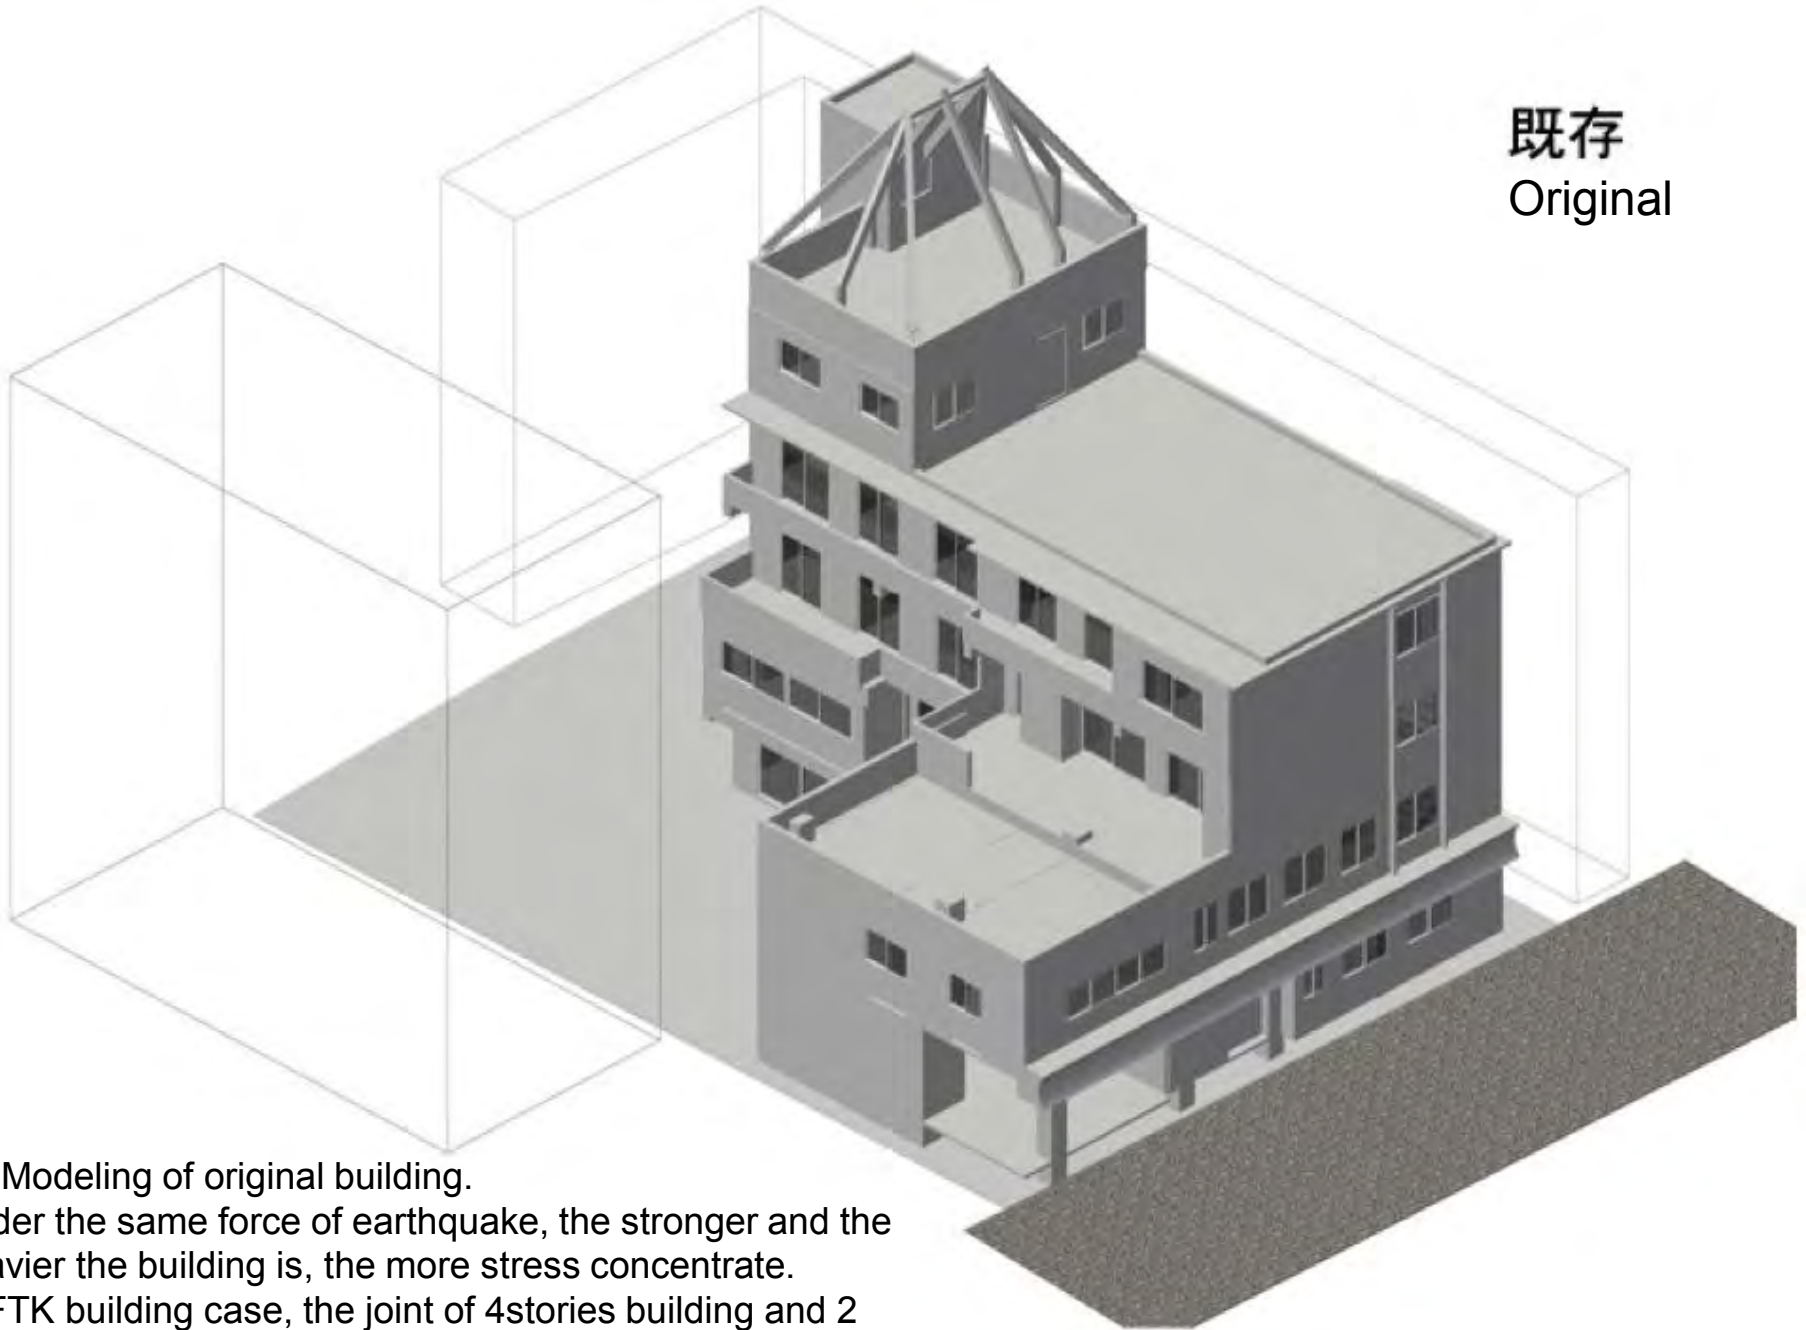 既存
Original
Modeling of original building.
der the same force of earthquake, the stronger and the
avier the building is, the more stress concentrate.
FTK building case, the joint of 4stories building and 2